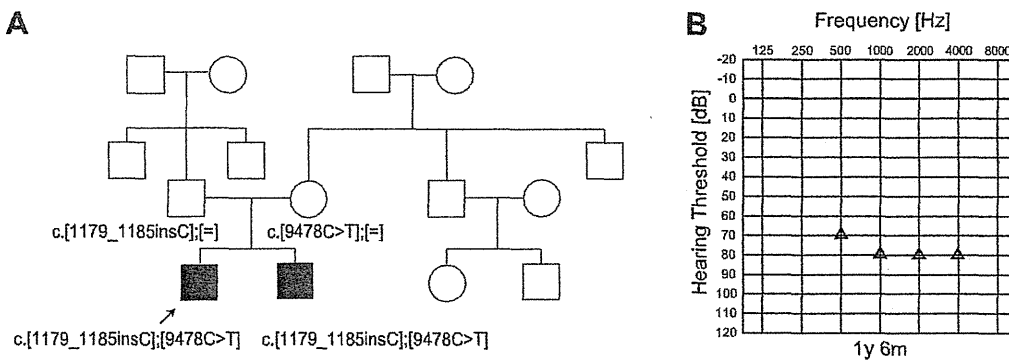 A
c.[1179_1185insC];[=]
c.[9478C>T];[=]
c.[1179_1185insC];[9478C>T]
c.[1179_1185insC];[9478C>T]
B
Frequency [Hz]
125 250 500 1000 2000 4000 8000
Hearing Threshold [dB]
-20
-10
0
10
20
30
40
50
60
70
80
90
100
110
120
1y 6m